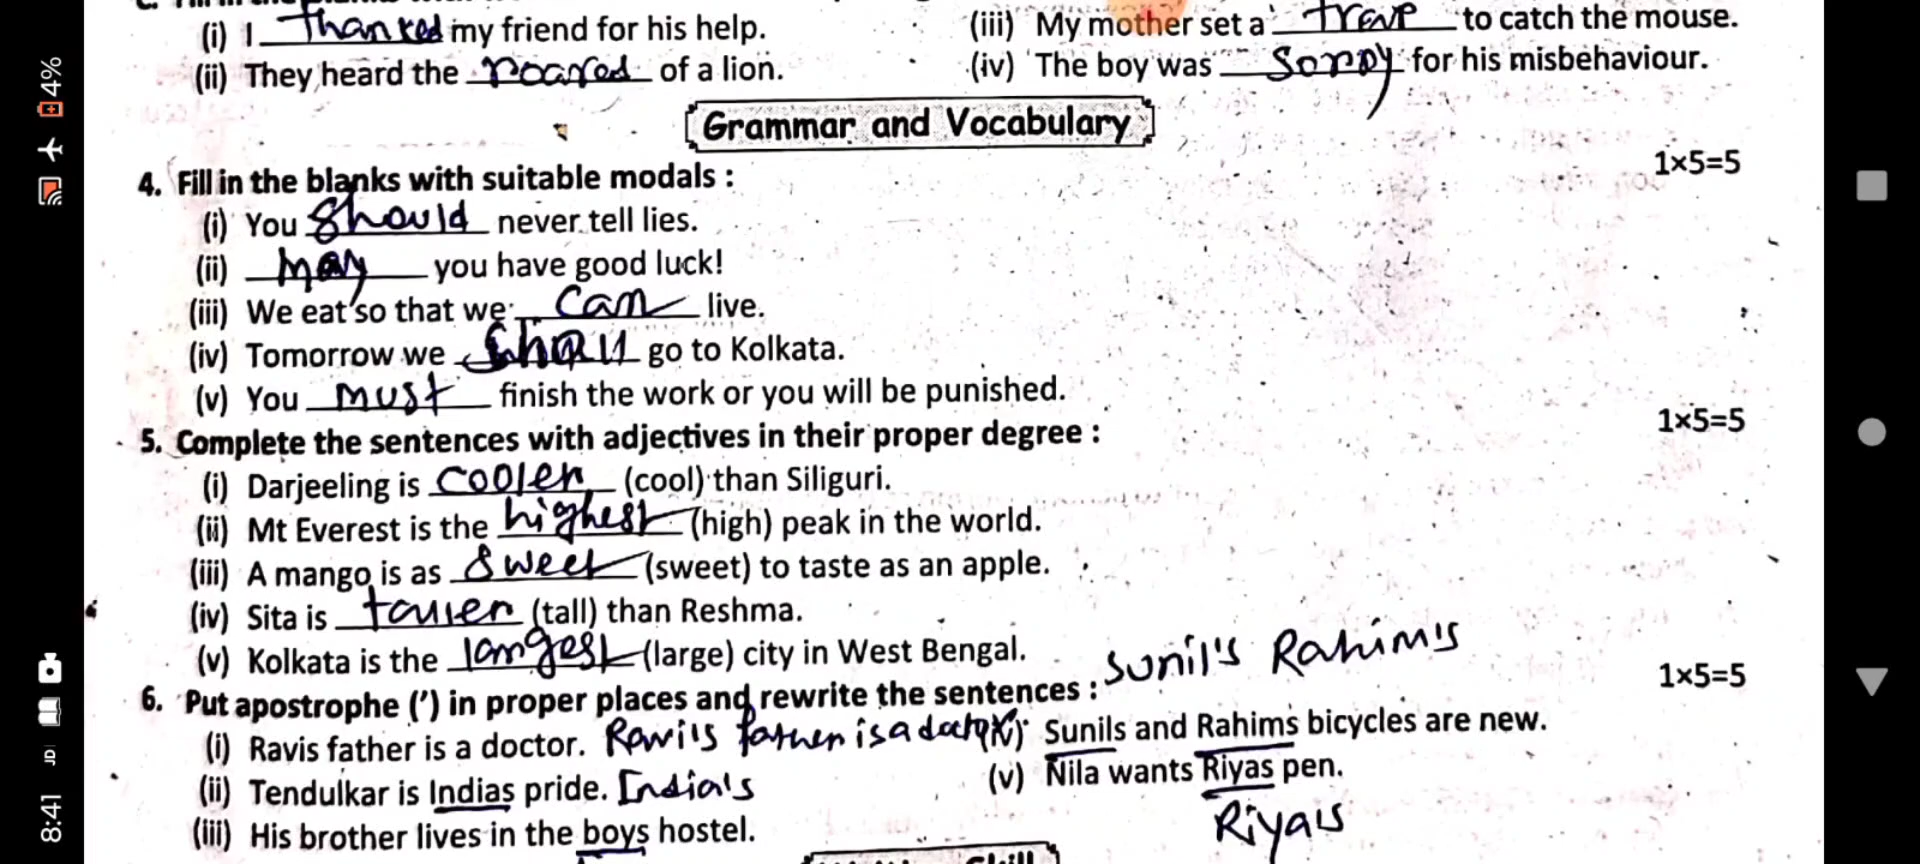 (i) I thanked my friend for his help.
(ii) They heard the roared of a lion.
(iii) My mother set a to catch the mouse.
(iv) The boy was sorry for his misbehaviour.
Grammar and Vocabulary
4. Fill in the blanks with suitable modals : 1×5=5
(i) You should never tell lies.
(ii) may you have good luck!
(iii) We eat so that we can live.
(iv) Tomorrow we shall go to Kolkata.
(v) You must finish the work or you will be punished.
5. Complete the sentences with adjectives in their proper degree : 1×5=5
(i) Darjeeling is cooler (cool) than Siliguri.
(ii) Mt Everest is the highest (high) peak in the world.
(iii) A mango is as sweet (sweet) to taste as an apple.
(iv) Sita is taller (tall) than Reshma.
(v) Kolkata is the largest (large) city in West Bengal.
Sunil's Rahim's
6. Put apostrophe (') in proper places and rewrite the sentences : 1×5=5
(i) Ravis father is a doctor. Ravi's father is a doctor
(ii) Tendulkar is Indias pride. India's
(iii) His brother lives in the boys hostel.
Sunils and Rahims bicycles are new.
(v) Nila wants Riyas pen.
Riya's
8:41
4%